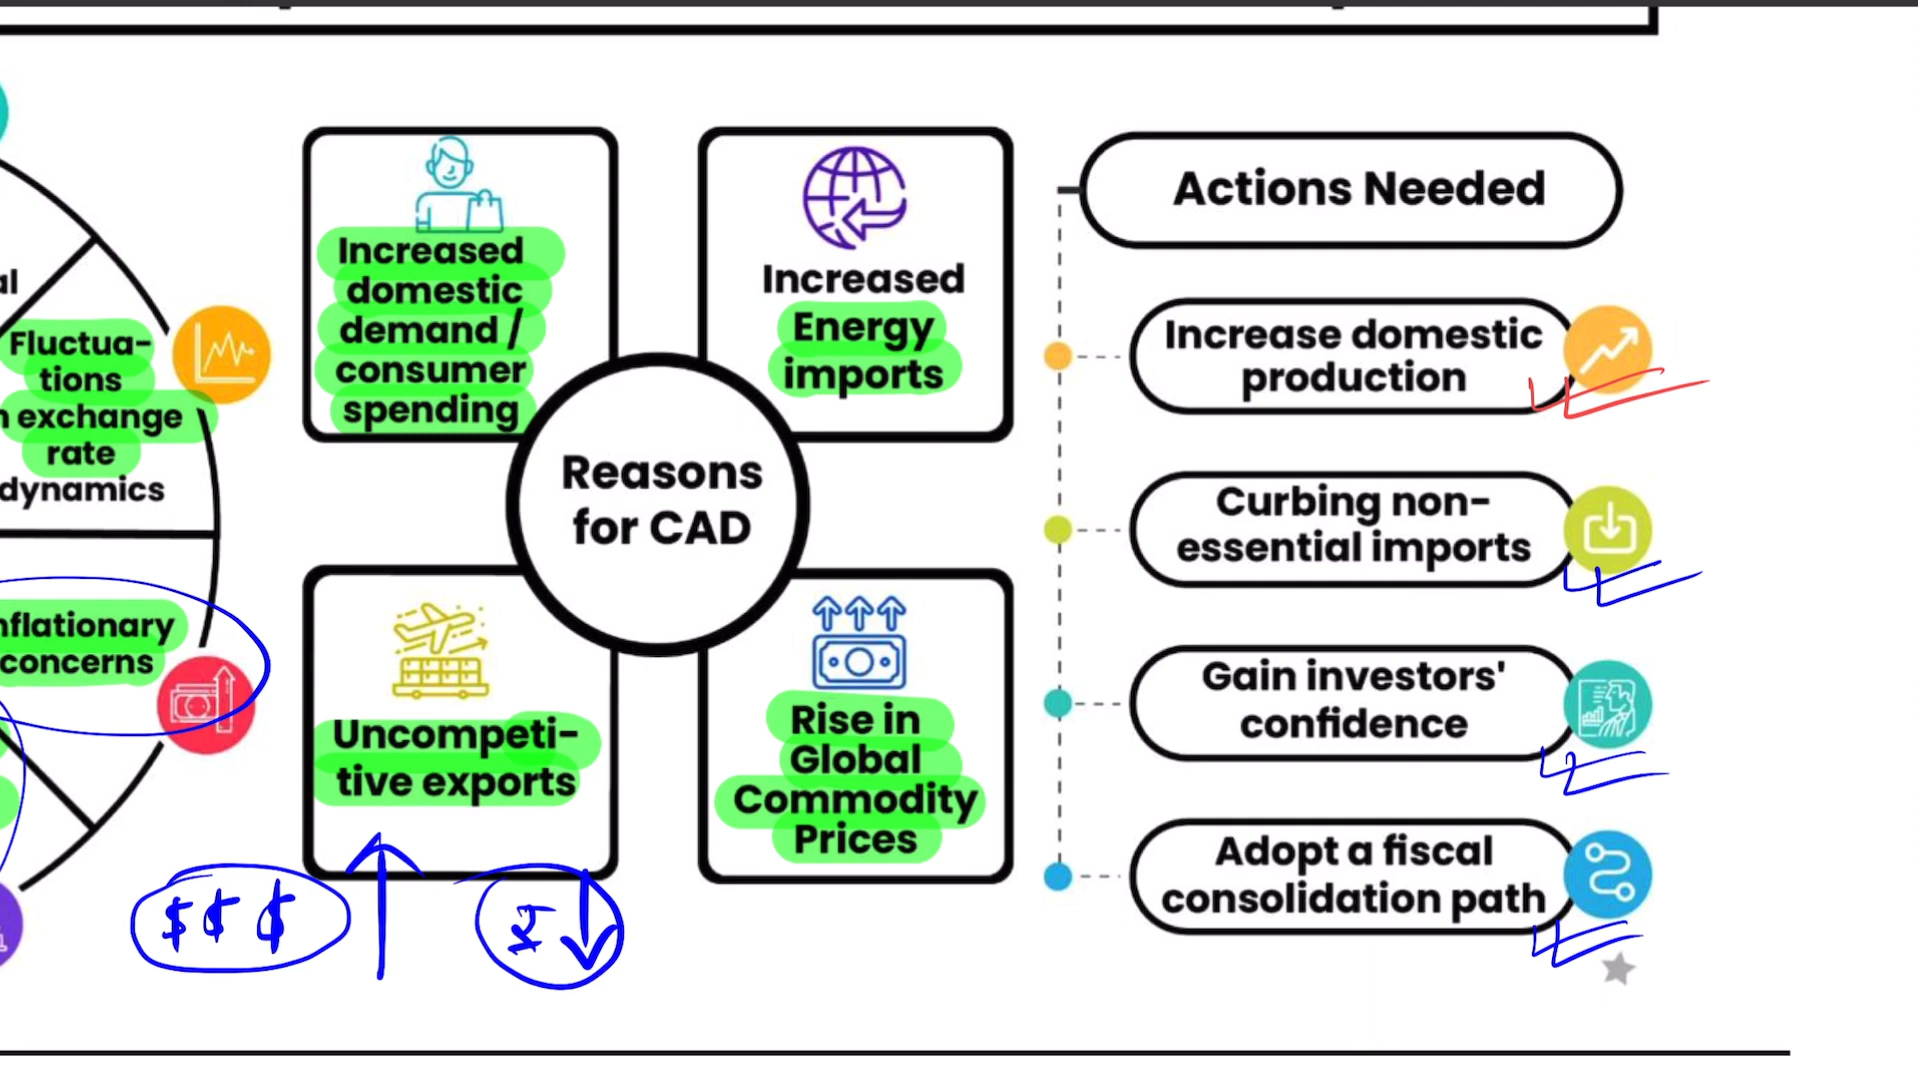 al
Fluctua-
tions
n exchange
rate
dynamics
nflationary
concerns
Increased
domestic
demand /
consumer
spending
Increased
Energy
imports
Reasons
for CAD
Uncompeti-
tive exports
Rise in
Global
Commodity
Prices
$ $ $
₹
Actions Needed
Increase domestic
production
Curbing non-
essential imports
Gain investors'
confidence
Adopt a fiscal
consolidation path